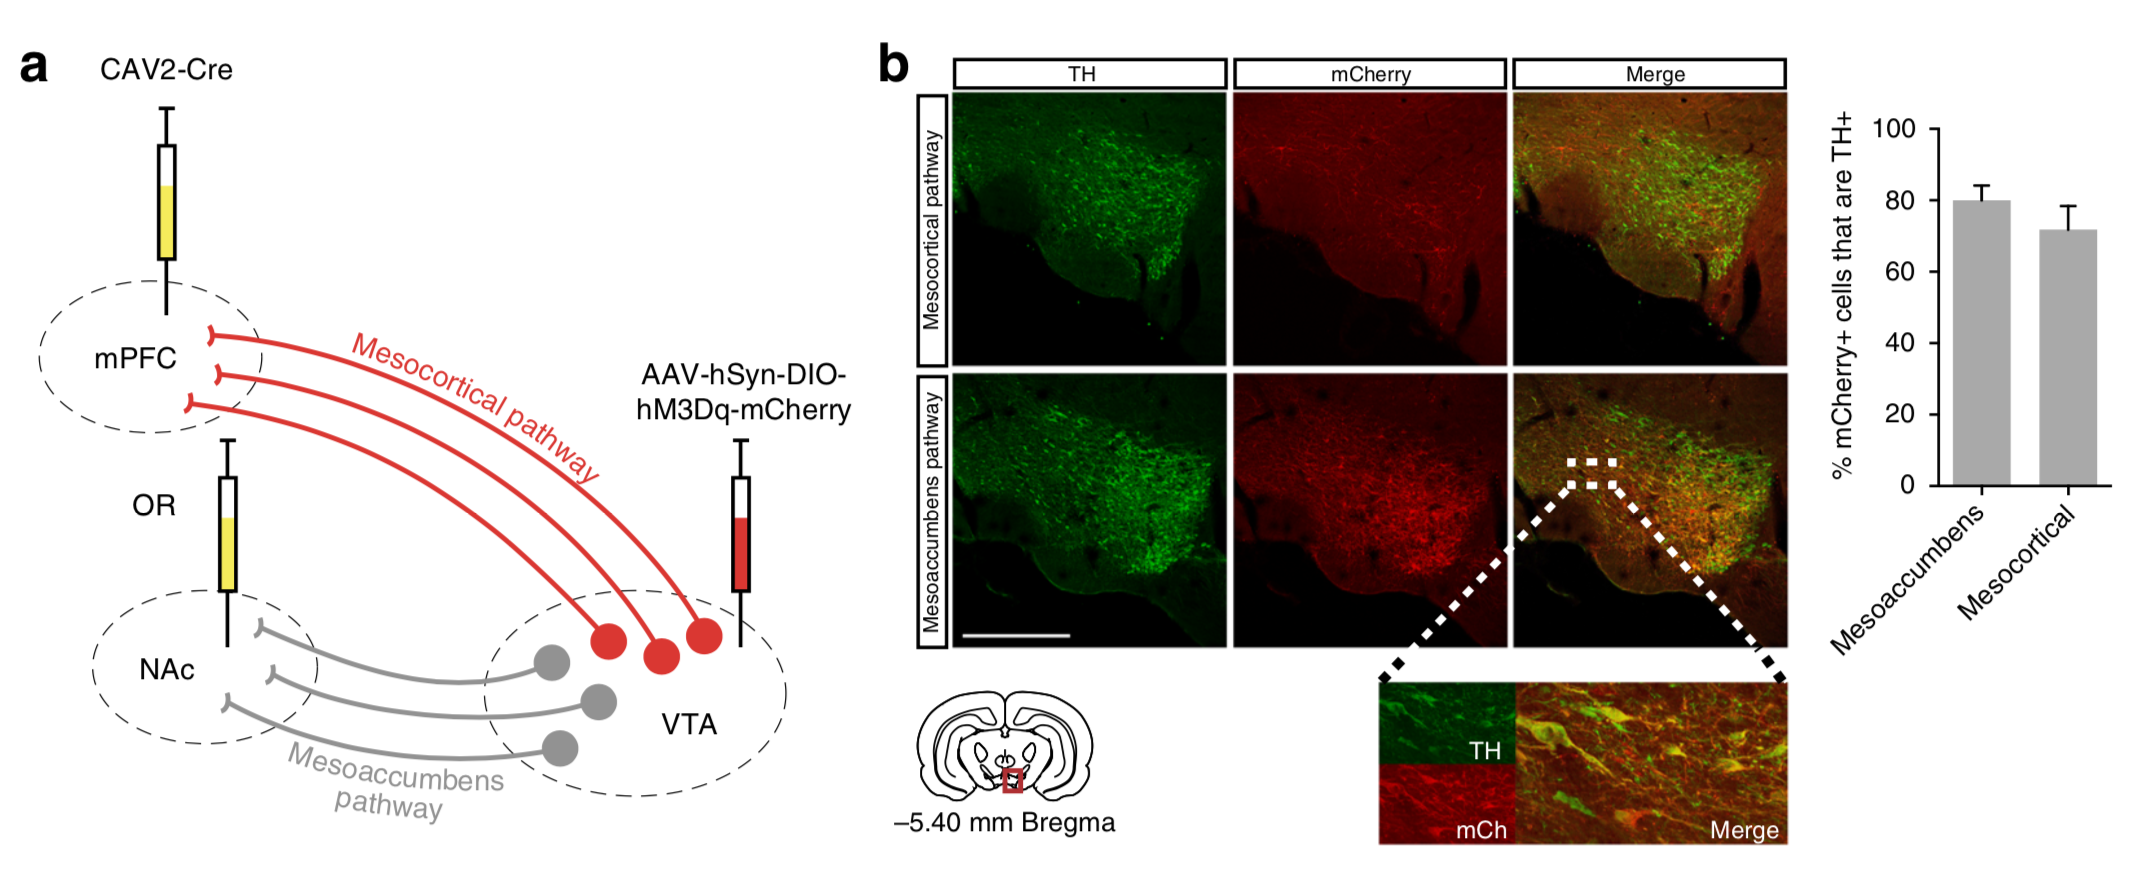 a
CAV2-Cre
mPFC
Mesocortical pathway
AAV-hSyn-DIO-
hM3Dq-mCherry
OR
NAc
VTA
Mesoaccumbens
pathway
b
TH
mCherry
Merge
Mesocortical pathway
Mesoaccumbens pathway
–5.40 mm Bregma
TH
mCh
Merge
% mCherry+ cells that are TH+
100
80
60
40
20
0
Mesoaccumbens
Mesocortical